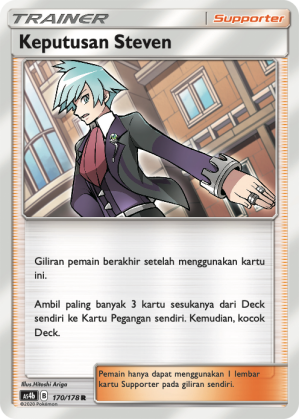 TRAINER Supporter
Keputusan Steven
Giliran pemain berakhir setelah menggunakan kartu
ini.
Ambil paling banyak 3 kartu sesukanya dari Deck
sendiri ke Kartu Pegangan sendiri. Kemudian, kocok
Deck.
Illus.Hitoshi Ariga
AS4b D 170/178 R
©2020 Pokémon
Pemain hanya dapat menggunakan 1 lembar
kartu Supporter pada giliran sendiri.